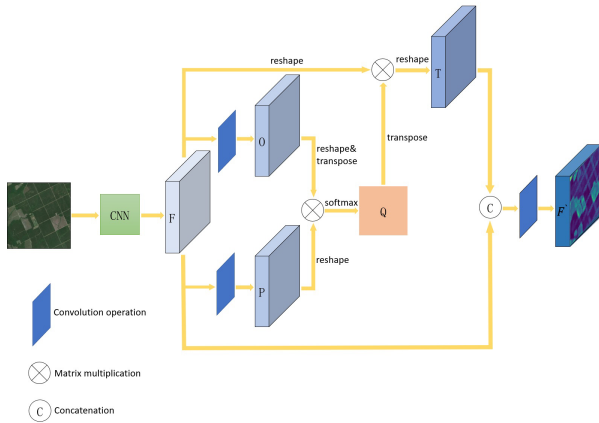 reshape
reshape
T
O
reshape&
transpose
transpose
CNN
F
softmax
Q
C
F`
P
reshape
Convolution operation
Matrix multiplication
C
Concatenation